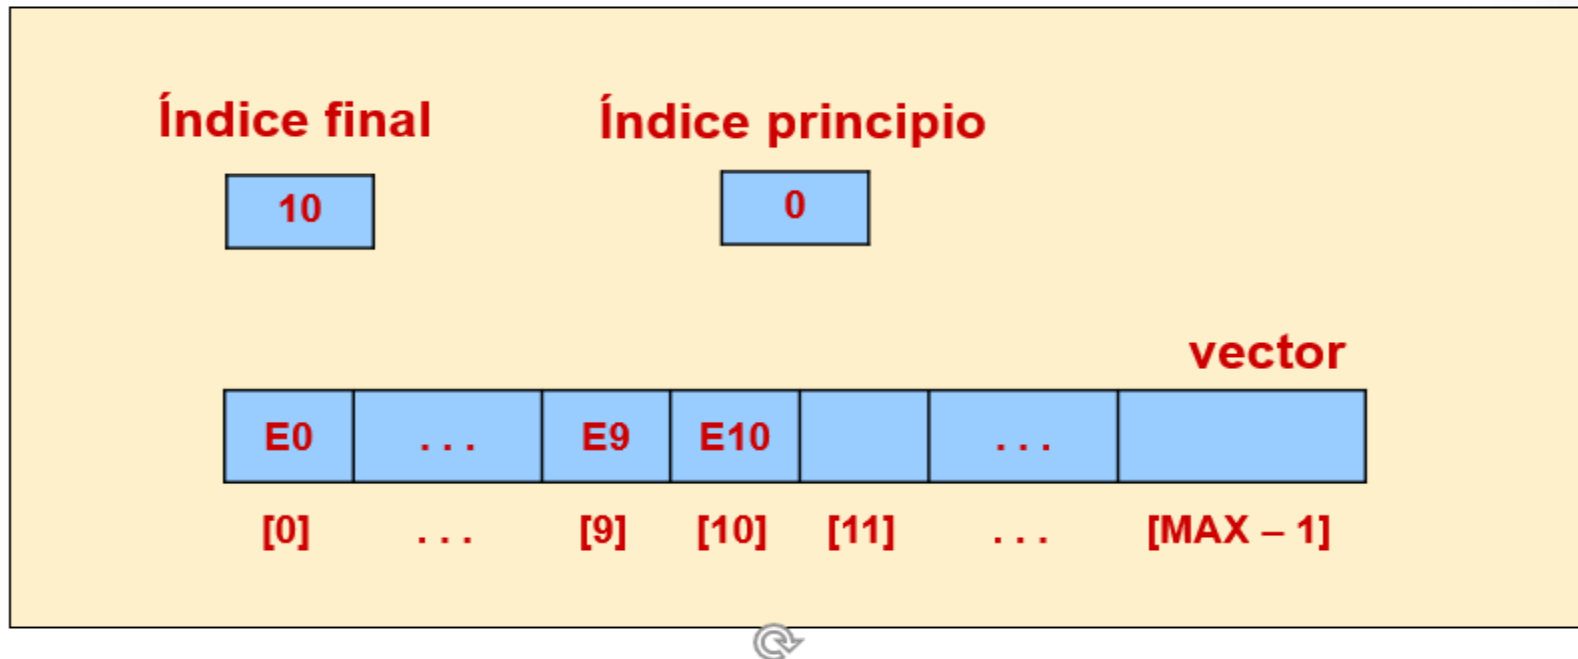 Índice final Índice principio
10 0
vector
E0 . . . E9 E10 . . .
[0] . . . [9] [10] [11] . . . [MAX – 1]